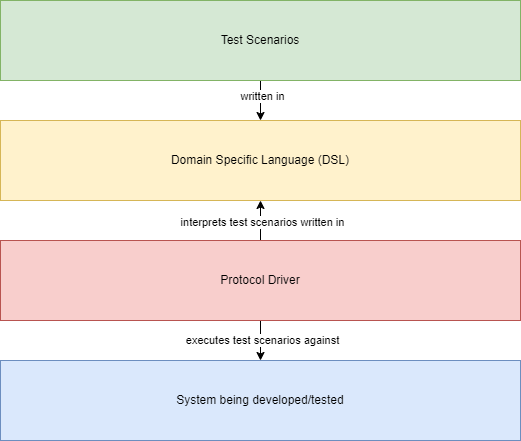 Test Scenarios
written in
Domain Specific Language (DSL)
interprets test scenarios written in
Protocol Driver
executes test scenarios against
System being developed/tested